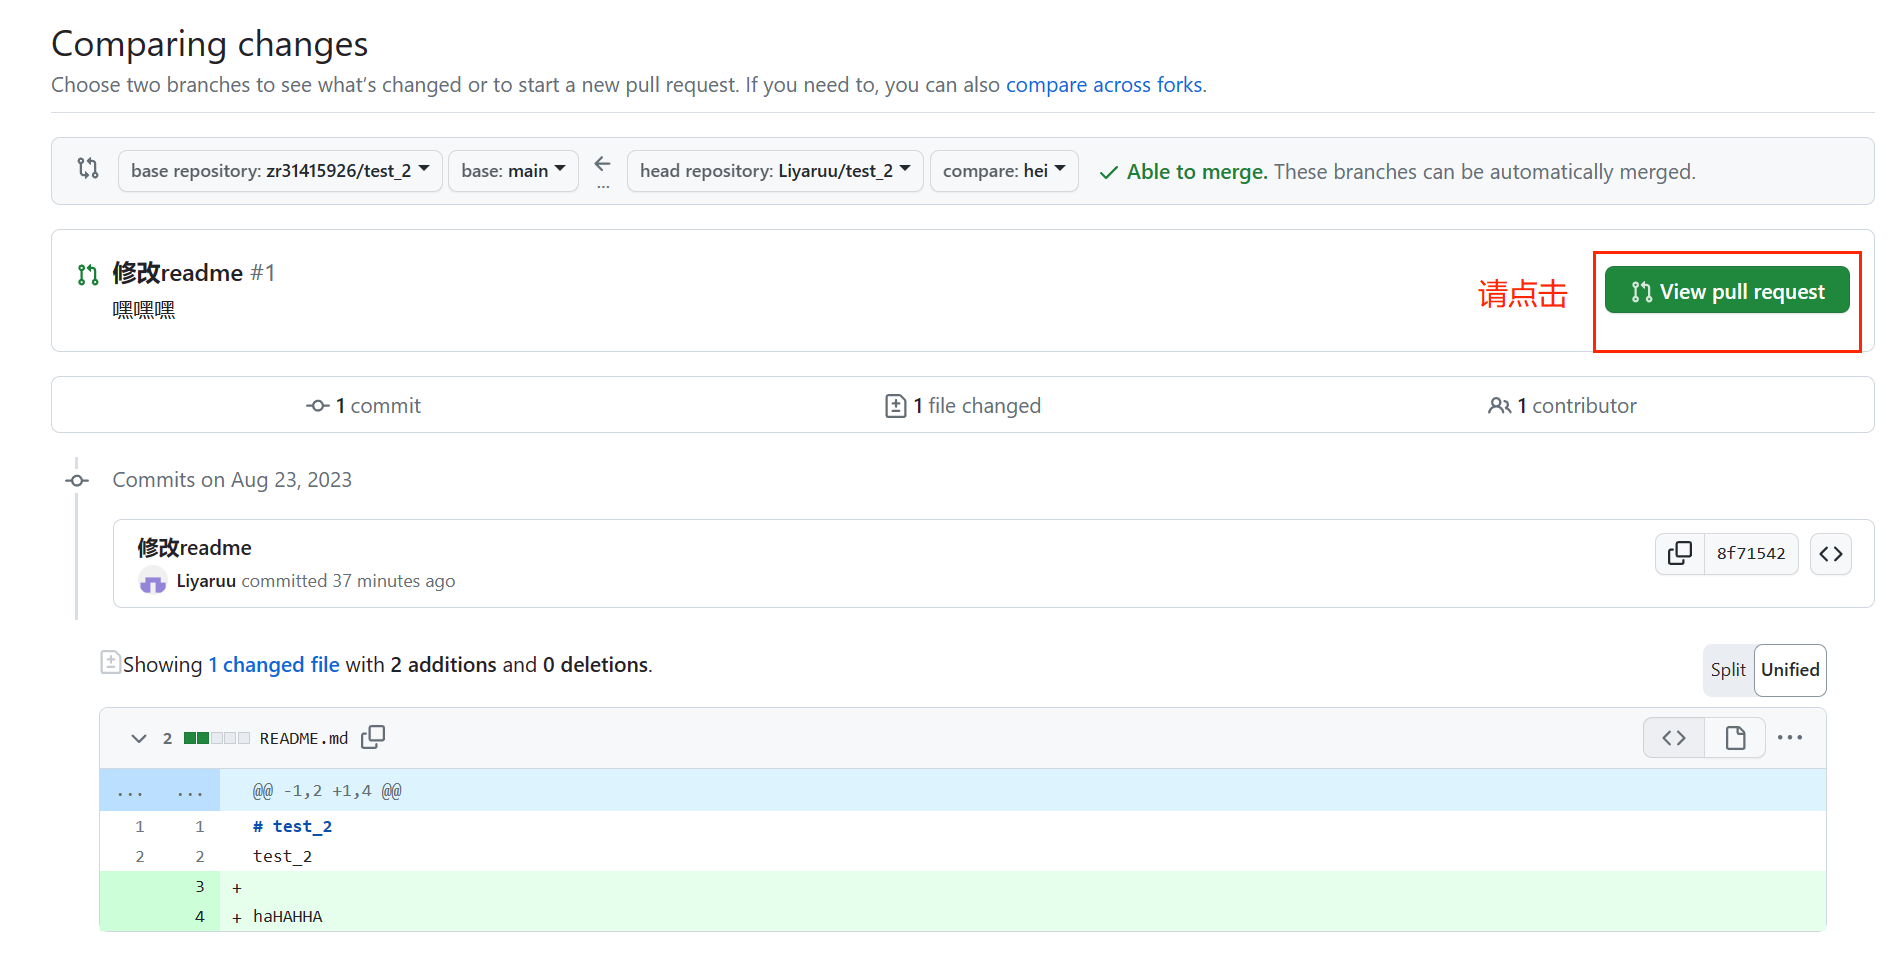 Comparing changes
Choose two branches to see what’s changed or to start a new pull request. If you need to, you can also compare across forks.
base repository: zr31415926/test_2 base: main ← ... head repository: Liyaruu/test_2 compare: hei ✓ Able to merge. These branches can be automatically merged.
修改readme #1
嘿嘿嘿
请点击
View pull request
1 commit 1 file changed 1 contributor
Commits on Aug 23, 2023
修改readme
Liyaruu committed 37 minutes ago
8f71542 <>
Showing 1 changed file with 2 additions and 0 deletions.
Split Unified
2 README.md <> ...
... ... @@ -1,2 +1,4 @@
1 1 # test_2
2 2 test_2
3 +
4 + haHAHHA